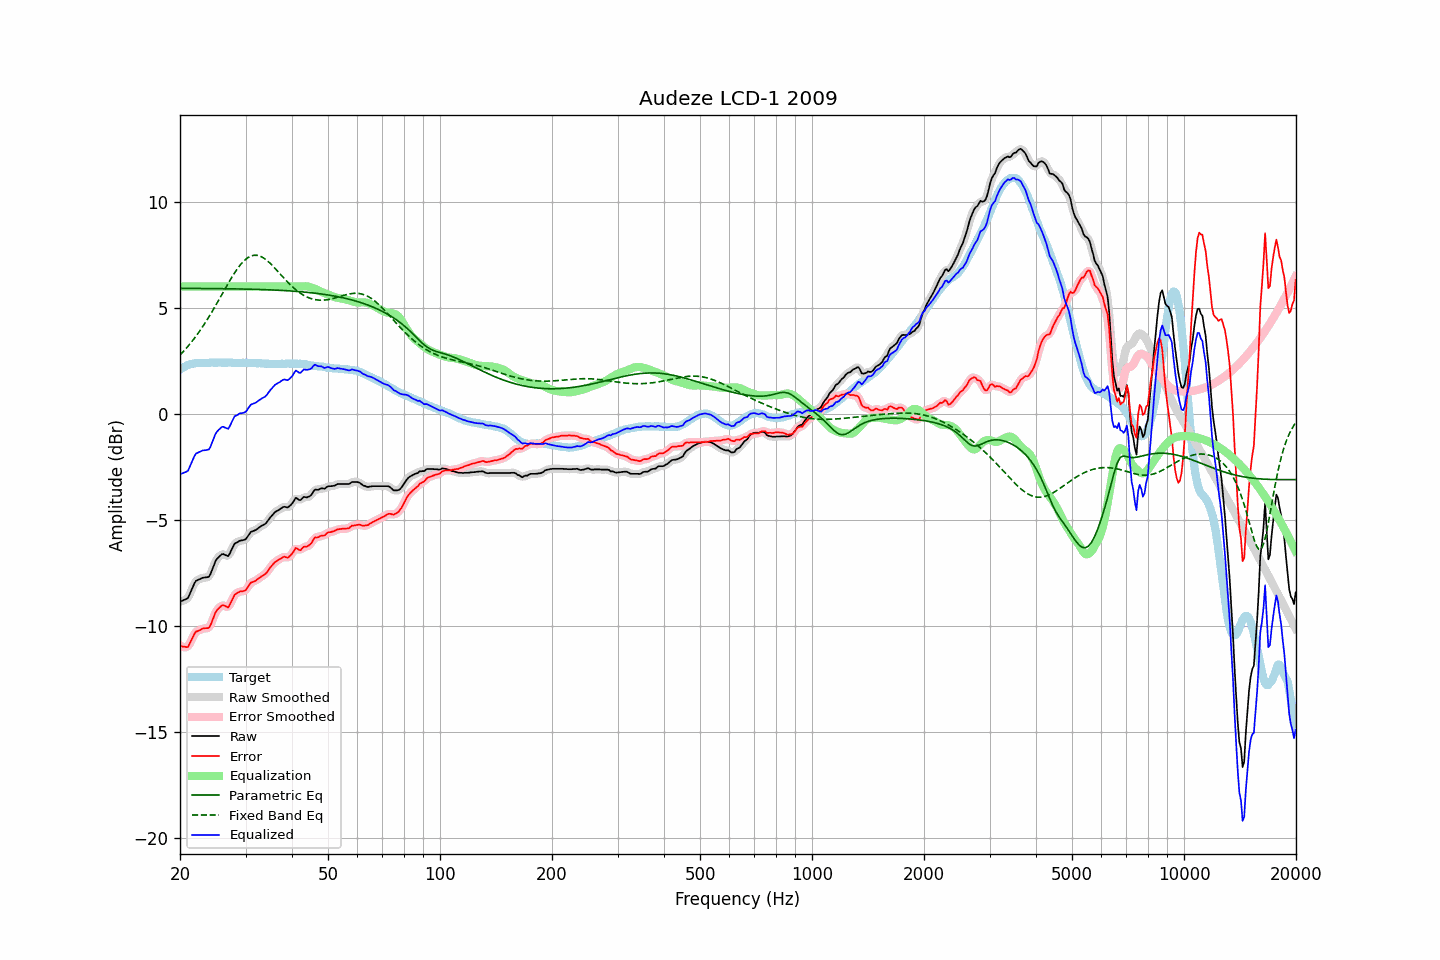 Audeze LCD-1 2009
Amplitude (dBr)
10
5
0
−5
−10
−15
−20
Target
Raw Smoothed
Error Smoothed
Raw
Error
Equalization
Parametric Eq
Fixed Band Eq
Equalized
20 50 100 200 500 1000 2000 5000 10000 20000
Frequency (Hz)